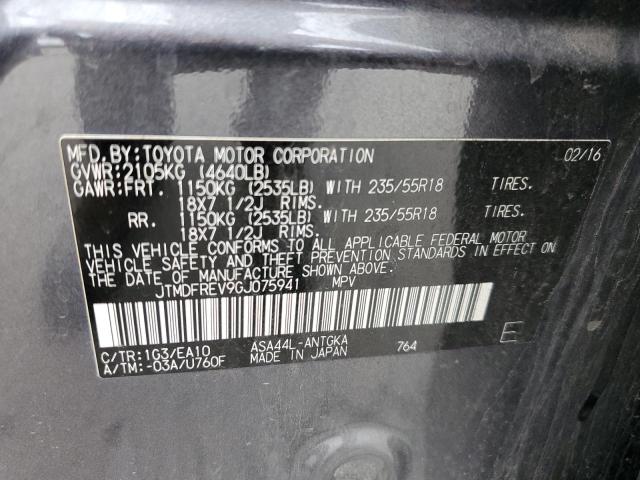 MFD. BY: TOYOTA MOTOR CORPORATION 02/16
GVWR: 2105KG (4640LB)
GAWR: FRT. 1150KG (2535LB) WITH 235/55R18 TIRES.
18X7 1/2J RIMS.
RR. 1150KG (2535LB) WITH 235/55R18 TIRES.
18X7 1/2J RIMS.
THIS VEHICLE CONFORMS TO ALL APPLICABLE FEDERAL MOTOR
VEHICLE SAFETY AND THEFT PREVENTION STANDARDS IN EFFECT ON
THE DATE OF MANUFACTURE SHOWN ABOVE.
JTMDFREV9GJ075941 MPV
C/TR: 1G3/EA10 ASA44L-ANTGKA 764 E
A/TM: -03A/U760F MADE IN JAPAN